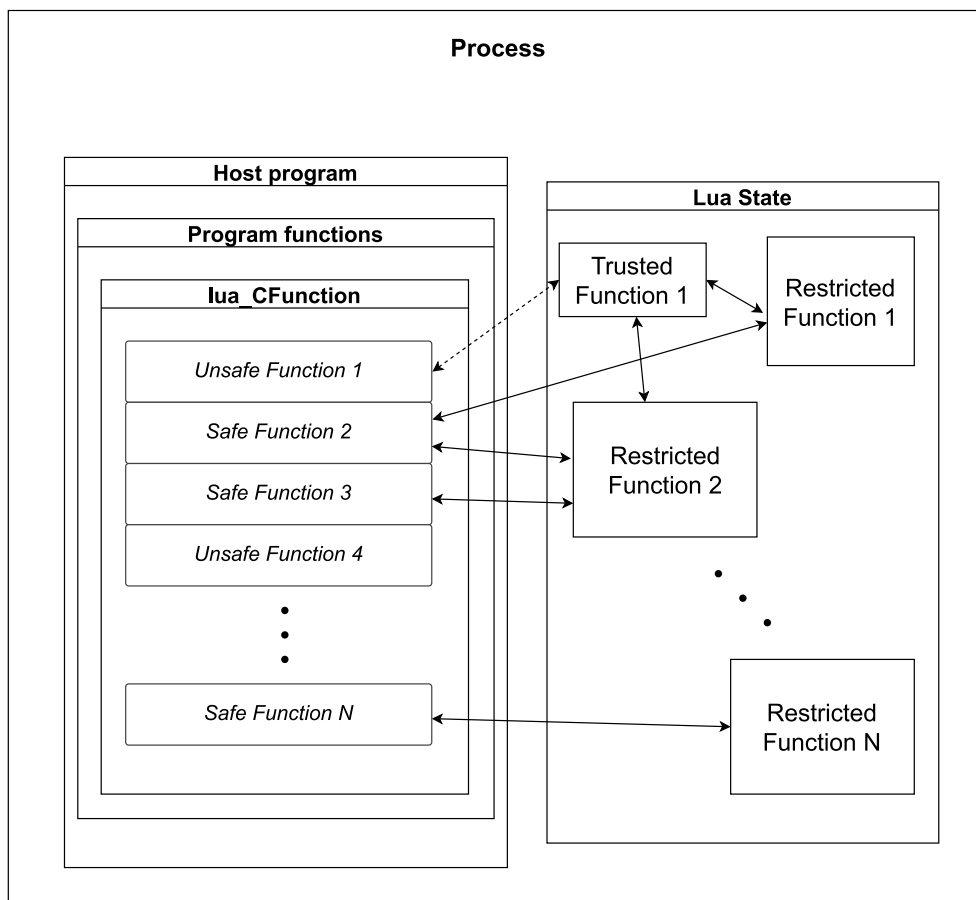 Process
Host program
Program functions
lua_CFunction
Unsafe Function 1
Safe Function 2
Safe Function 3
Unsafe Function 4
Safe Function N
Lua State
Trusted
Function 1
Restricted
Function 1
Restricted
Function 2
Restricted
Function N